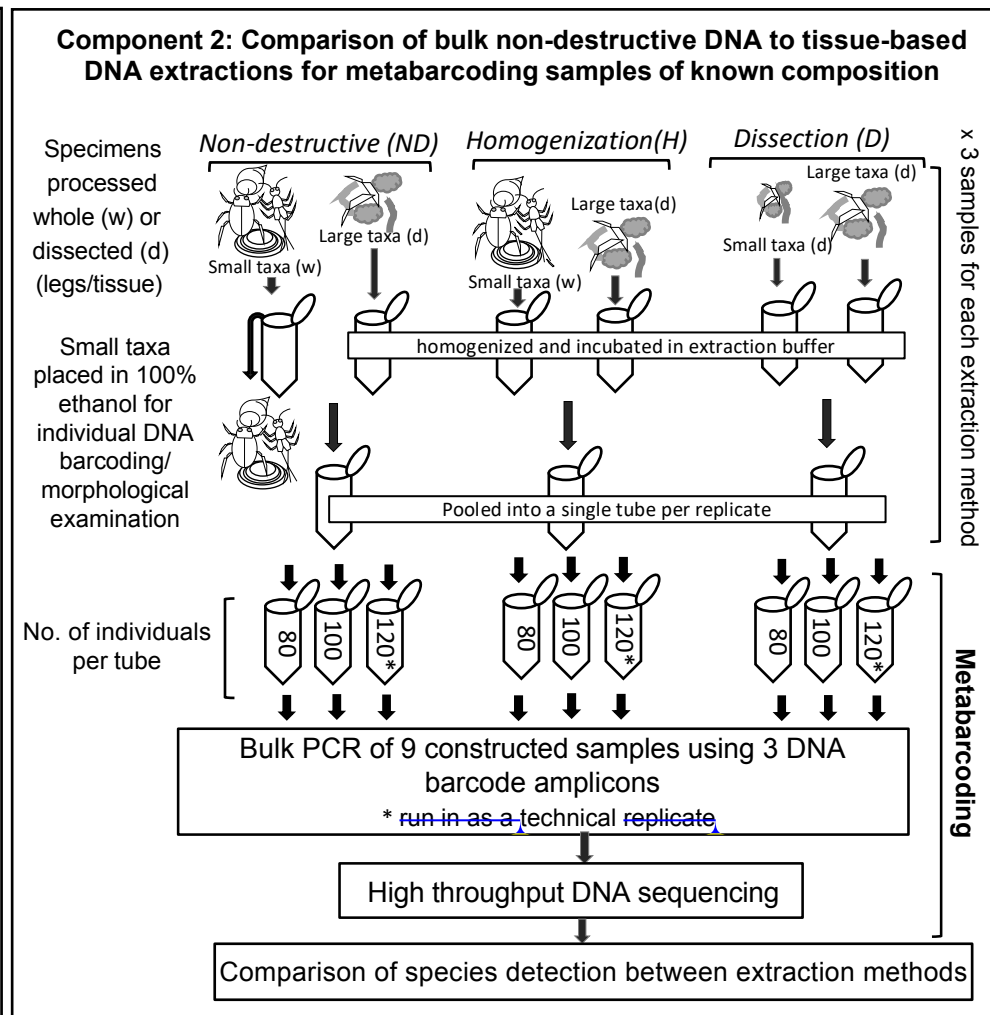 Component 2: Comparison of bulk non-destructive DNA to tissue-based
DNA extractions for metabarcoding samples of known composition
Specimens
processed
whole (w) or
dissected (d)
(legs/tissue)
Non-destructive (ND)
Small taxa (w)
Large taxa (d)
Homogenization(H)
Small taxa (w)
Large taxa(d)
Dissection (D)
Small taxa (d)
Large taxa (d)
x 3 samples for each extraction method
Small taxa
placed in 100%
ethanol for
individual DNA
barcoding/
morphological
examination
homogenized and incubated in extraction buffer
Pooled into a single tube per replicate
No. of individuals
per tube
80
100
120*
80
100
120*
80
100
120*
Metabarcoding
Bulk PCR of 9 constructed samples using 3 DNA
barcode amplicons
* run in as a technical replicate
High throughput DNA sequencing
Comparison of species detection between extraction methods